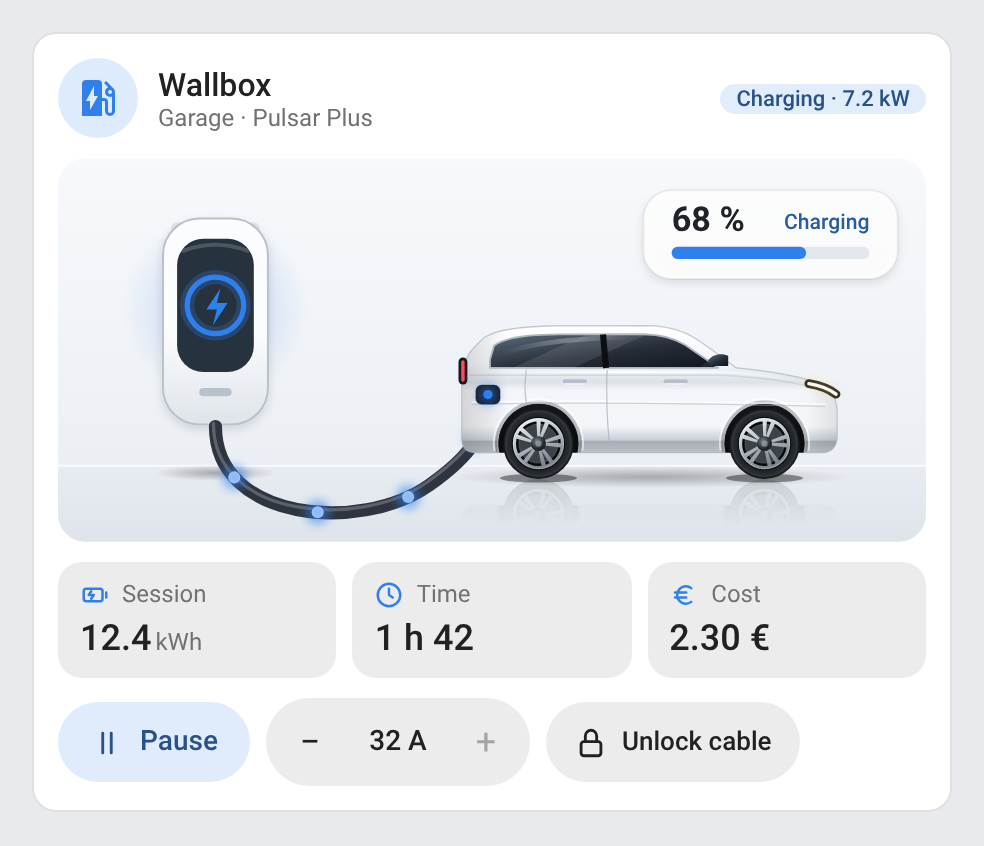 Wallbox
Garage · Pulsar Plus
Charging · 7.2 kW
68 % Charging
Session
12.4 kWh
Time
1 h 42
Cost
2.30 €
Pause
− 32 A +
Unlock cable